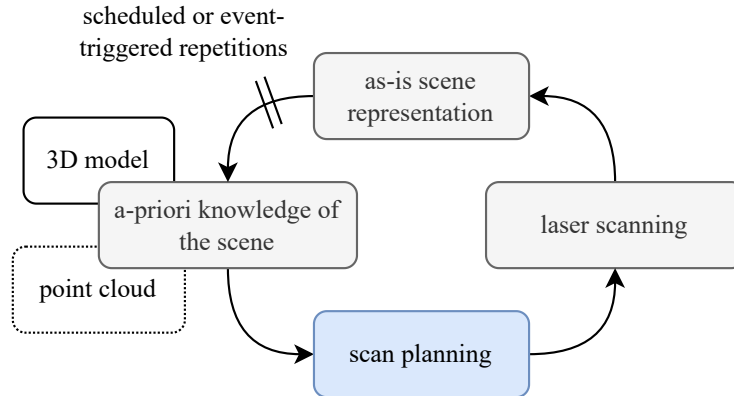 scheduled or event-
triggered repetitions
as-is scene
representation
3D model
a-priori knowledge of
the scene
laser scanning
point cloud
scan planning